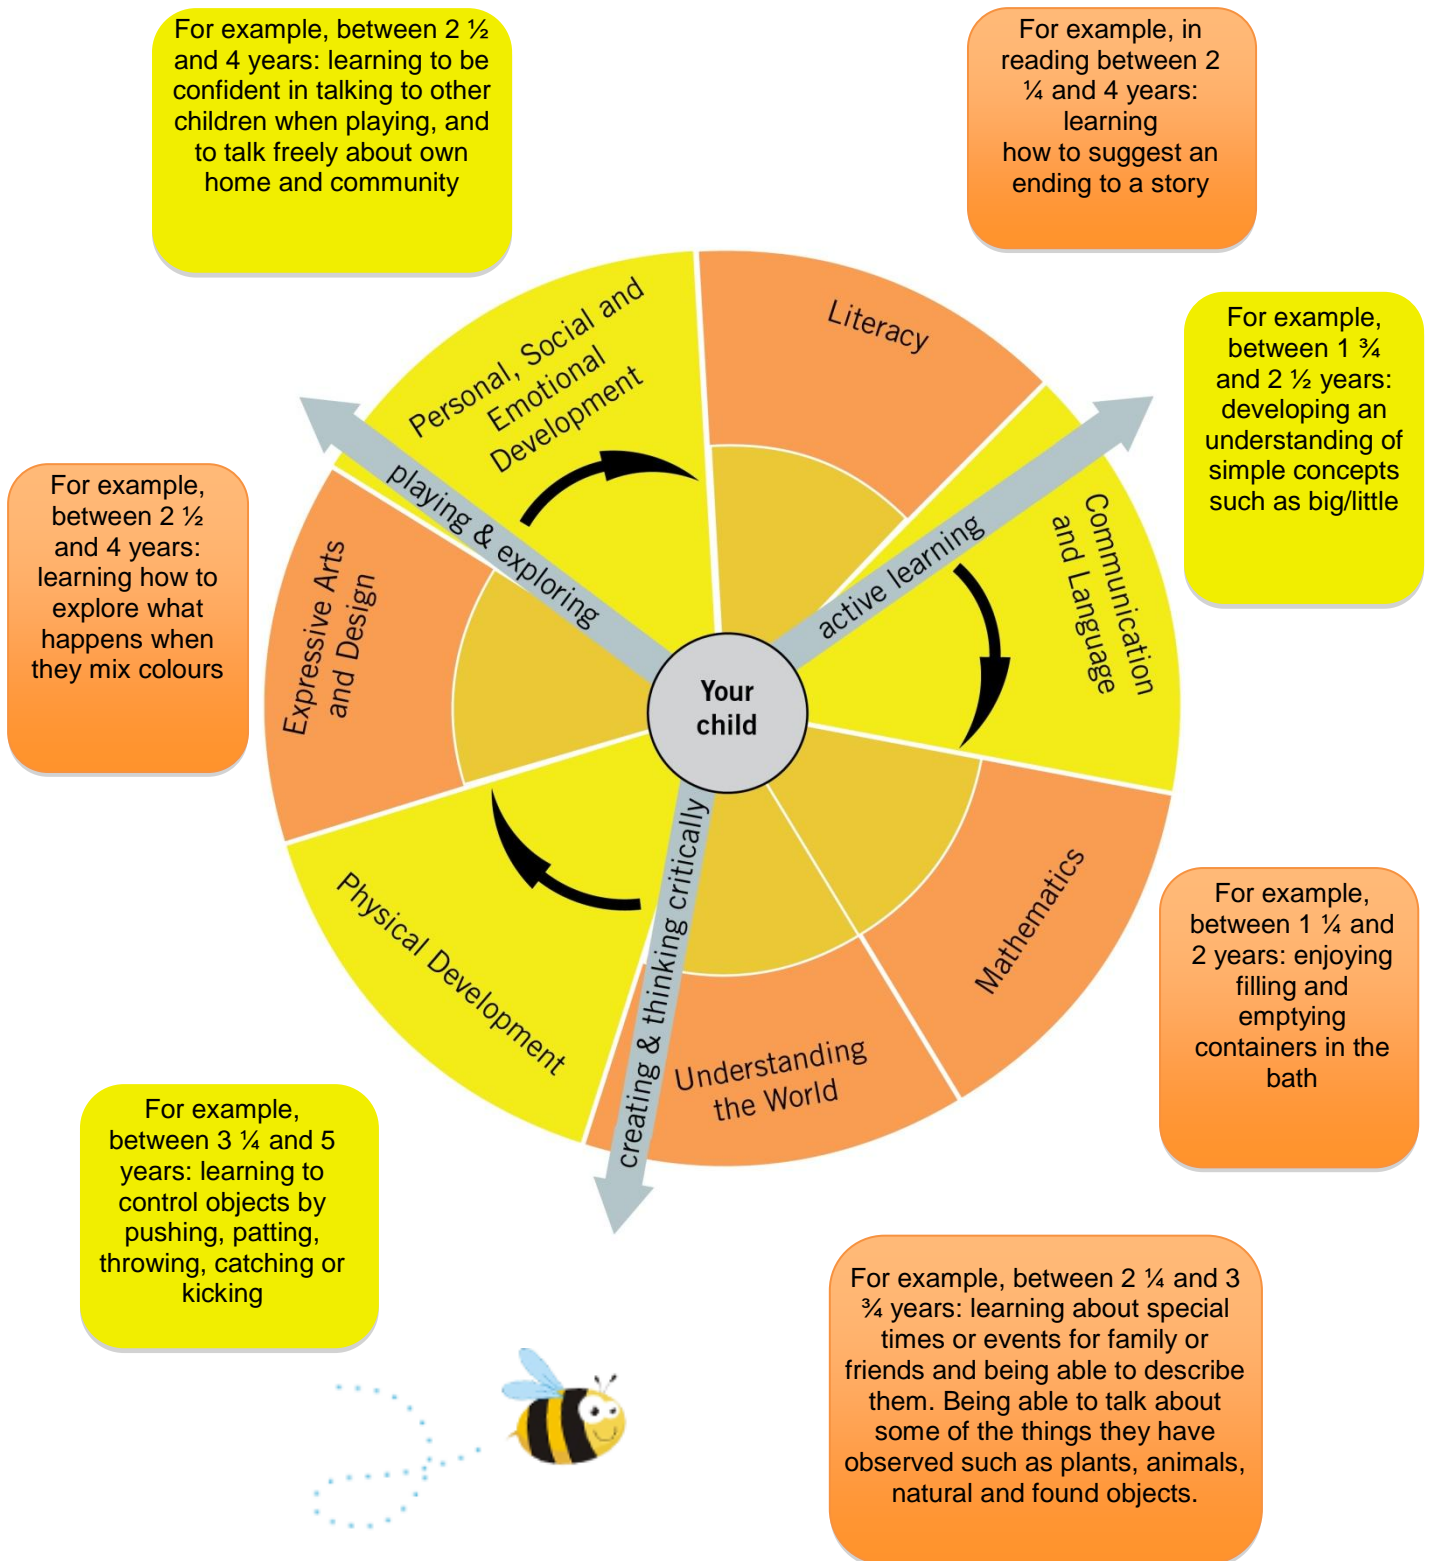 For example, between 2 ½
and 4 years: learning to be
confident in talking to other
children when playing, and
to talk freely about own
home and community
For example, in
reading between 2
¼ and 4 years:
learning
how to suggest an
ending to a story
For example,
between 1 ¾
and 2 ½ years:
developing an
understanding of
simple concepts
such as big/little
For example,
between 2 ½
and 4 years:
learning how to
explore what
happens when
they mix colours
Personal, Social and
Emotional
Development
Literacy
Communication
and Language
playing & exploring
active learning
Expressive Arts
and Design
Your
child
creating & thinking critically
Physical Development
Mathematics
Understanding
the World
For example,
between 1 ¼ and
2 years: enjoying
filling and
emptying
containers in the
bath
For example,
between 3 ¼ and 5
years: learning to
control objects by
pushing, patting,
throwing, catching or
kicking
For example, between 2 ¼ and 3
¾ years: learning about special
times or events for family or
friends and being able to describe
them. Being able to talk about
some of the things they have
observed such as plants, animals,
natural and found objects.